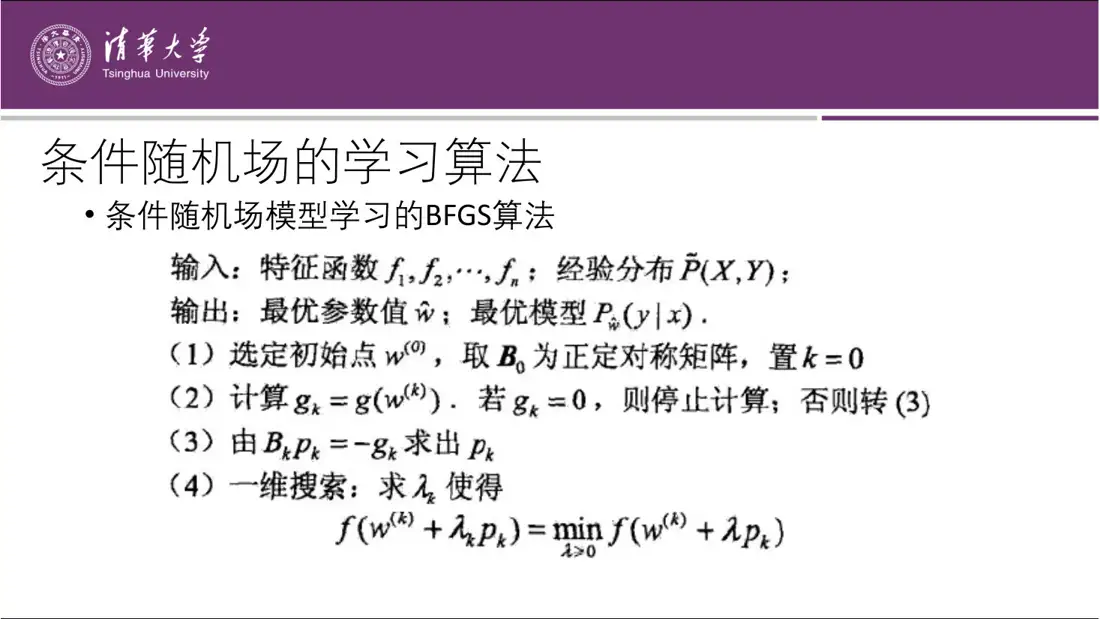 清华大学
Tsinghua University
条件随机场的学习算法
• 条件随机场模型学习的BFGS算法
输入：特征函数 f₁, f₂, ⋯, fₙ；经验分布 P̃(X,Y)；
输出：最优参数值 ŵ；最优模型 P_ŵ(y|x)．
（1）选定初始点 w⁽⁰⁾，取 B₀ 为正定对称矩阵，置 k = 0
（2）计算 gₖ = g(w⁽ᵏ⁾)．若 gₖ = 0，则停止计算；否则转 (3)
（3）由 Bₖpₖ = −gₖ 求出 pₖ
（4）一维搜索：求 λₖ 使得
f(w⁽ᵏ⁾ + λₖpₖ) = min f(w⁽ᵏ⁾ + λpₖ)
λ⩾0